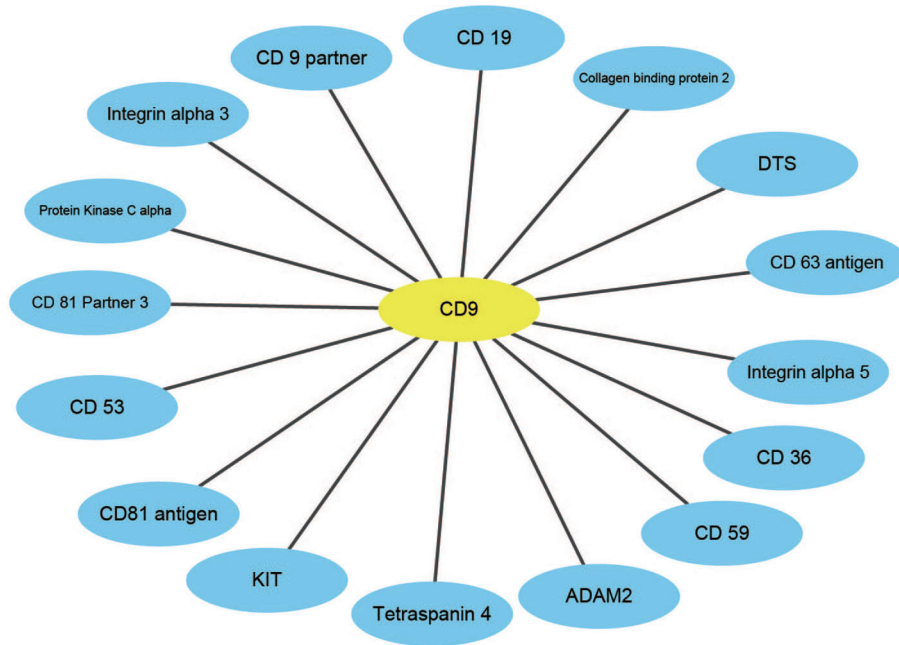 CD 19
CD 9 partner
Collagen binding protein 2
Integrin alpha 3
DTS
Protein Kinase C alpha
CD 63 antigen
CD 81 Partner 3
CD9
Integrin alpha 5
CD 53
CD 36
CD81 antigen
CD 59
KIT
ADAM2
Tetraspanin 4